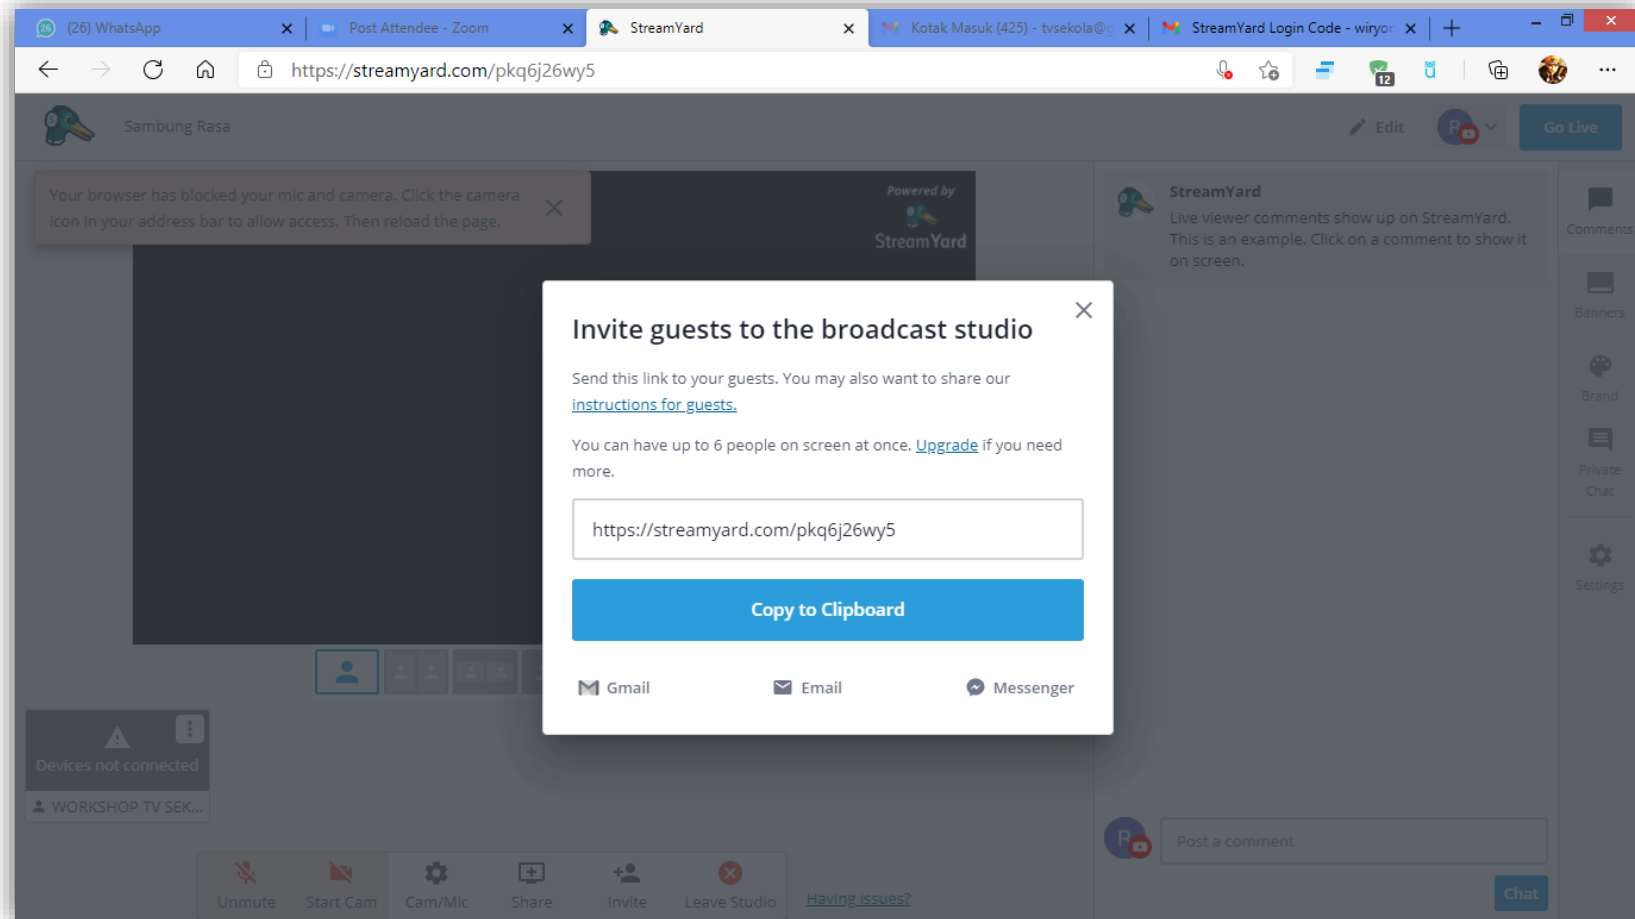 26 (26) WhatsApp
Post Attendee - Zoom
StreamYard
Kotak Masuk (425) - tvsekola@g
StreamYard Login Code - wiryor
https://streamyard.com/pkq6j26wy5
12
Sambung Rasa
Edit
R
Go Live
Your browser has blocked your mic and camera. Click the camera
icon in your address bar to allow access. Then reload the page.
Powered by
StreamYard
StreamYard
Live viewer comments show up on StreamYard.
This is an example. Click on a comment to show it
on screen.
Comments
Banners
Brand
Private
Chat
Settings
Invite guests to the broadcast studio
Send this link to your guests. You may also want to share our
instructions for guests.
You can have up to 6 people on screen at once. Upgrade if you need
more.
https://streamyard.com/pkq6j26wy5
Copy to Clipboard
Gmail
Email
Messenger
Devices not connected
WORKSHOP TV SEK...
R
Post a comment
Chat
Unmute
Start Cam
Cam/Mic
Share
Invite
Leave Studio
Having issues?